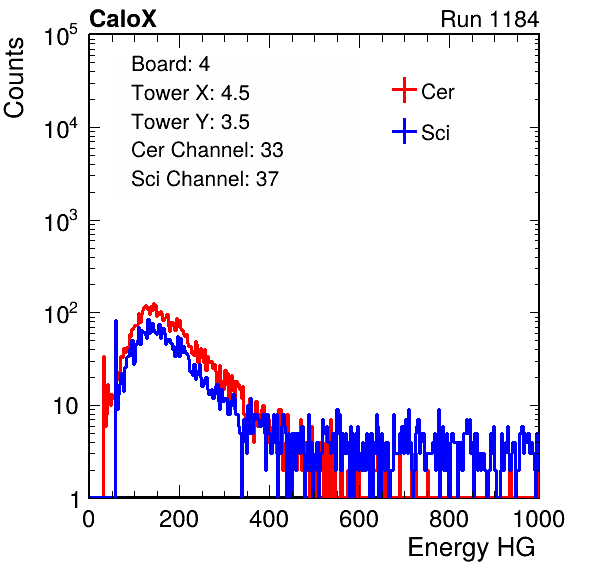 CaloX Run 1184
Counts
Board: 4
Tower X: 4.5
Tower Y: 3.5
Cer Channel: 33
Sci Channel: 37
Cer
Sci
10^5
10^4
10^3
10^2
10
1
0 200 400 600 800 1000
Energy HG